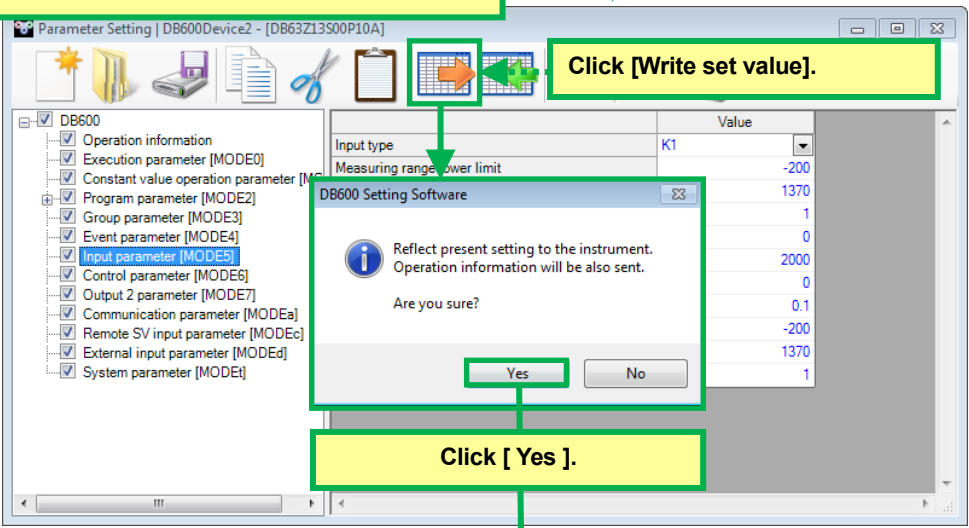 Parameter Setting | DB600Device2 - [DB63Z13S00P10A]
Click [Write set value].
DB600
Operation information
Execution parameter [MODE0]
Constant value operation parameter [MO
Program parameter [MODE2]
Group parameter [MODE3]
Event parameter [MODE4]
Input parameter [MODE5]
Control parameter [MODE6]
Output 2 parameter [MODE7]
Communication parameter [MODEa]
Remote SV input parameter [MODEc]
External input parameter [MODEd]
System parameter [MODEt]
Value
Input type K1
Measuring range lower limit -200
1370
1
0
2000
0
0.1
-200
1370
1
DB600 Setting Software
Reflect present setting to the instrument.
Operation information will be also sent.
Are you sure?
Yes No
Click [ Yes ].